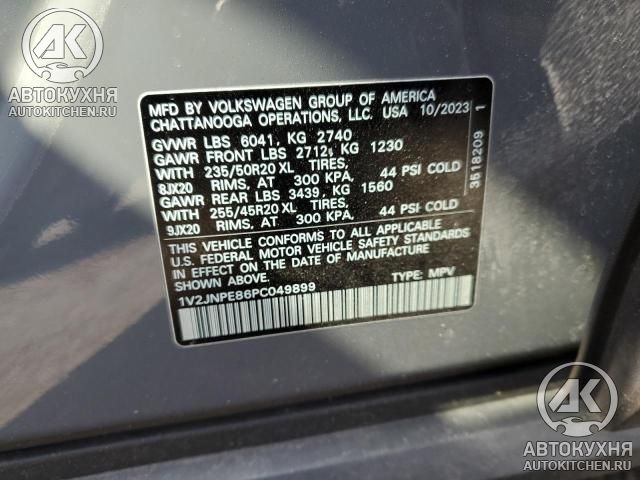 AK
АВТОКУХНЯ
AUTOKITCHEN.RU
MFD BY VOLKSWAGEN GROUP OF AMERICA
CHATTANOOGA OPERATIONS, LLC. USA 10/2023
GVWR LBS 6041, KG 2740
GAWR FRONT LBS 2712, KG 1230
WITH 235/50R20 XL TIRES,
8JX20 RIMS, AT 300 KPA, 44 PSI COLD
GAWR REAR LBS 3439, KG 1560
WITH 255/45R20 XL TIRES,
9JX20 RIMS, AT 300 KPA, 44 PSI COLD
THIS VEHICLE CONFORMS TO ALL APPLICABLE
U.S. FEDERAL MOTOR VEHICLE SAFETY STANDARDS
IN EFFECT ON THE DATE OF MANUFACTURE
SHOWN ABOVE.
1V2JNPE86PC049899 TYPE: MPV
3518209 1
AK
АВТОКУХНЯ
AUTOKITCHEN.RU